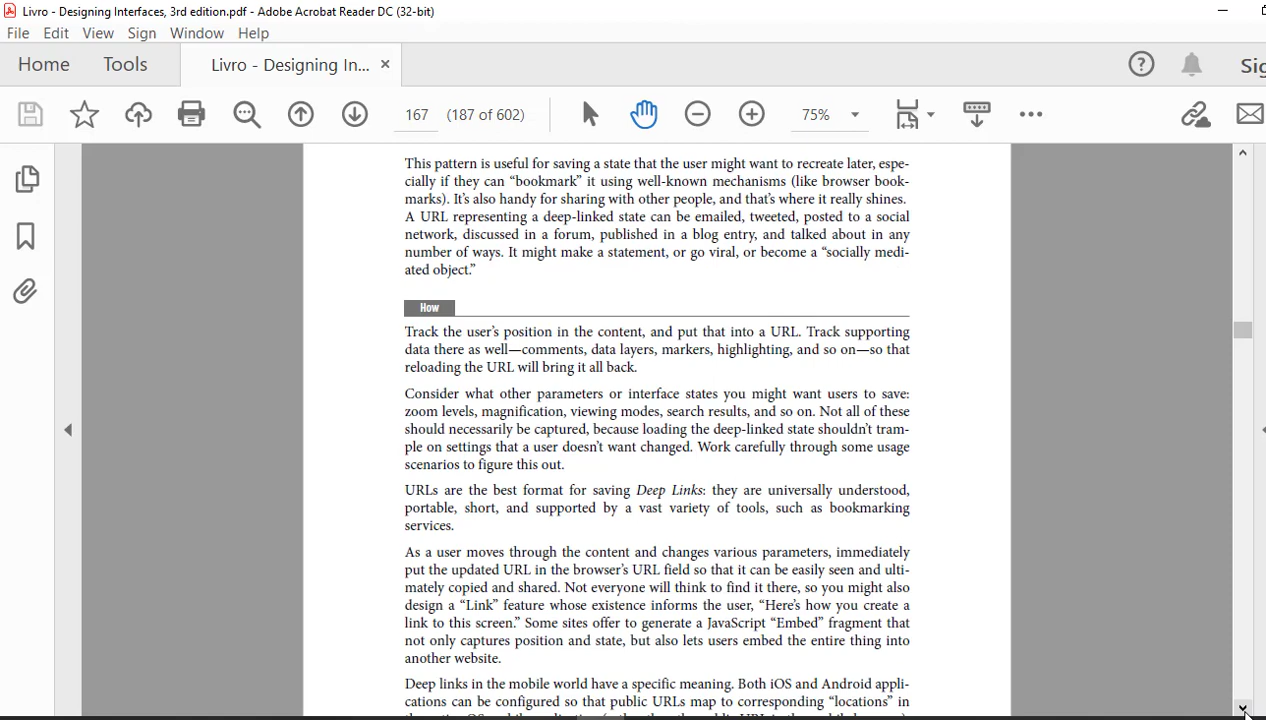 Livro - Designing Interfaces, 3rd edition.pdf - Adobe Acrobat Reader DC (32-bit)
File Edit View Sign Window Help
Home Tools Livro - Designing In... ×
167 (187 of 602) 75%
This pattern is useful for saving a state that the user might want to recreate later, espe-
cially if they can “bookmark” it using well-known mechanisms (like browser book-
marks). It’s also handy for sharing with other people, and that’s where it really shines.
A URL representing a deep-linked state can be emailed, tweeted, posted to a social
network, discussed in a forum, published in a blog entry, and talked about in any
number of ways. It might make a statement, or go viral, or become a “socially medi-
ated object.”
How
Track the user’s position in the content, and put that into a URL. Track supporting
data there as well—comments, data layers, markers, highlighting, and so on—so that
reloading the URL will bring it all back.
Consider what other parameters or interface states you might want users to save:
zoom levels, magnification, viewing modes, search results, and so on. Not all of these
should necessarily be captured, because loading the deep-linked state shouldn’t tram-
ple on settings that a user doesn’t want changed. Work carefully through some usage
scenarios to figure this out.
URLs are the best format for saving Deep Links: they are universally understood,
portable, short, and supported by a vast variety of tools, such as bookmarking
services.
As a user moves through the content and changes various parameters, immediately
put the updated URL in the browser’s URL field so that it can be easily seen and ulti-
mately copied and shared. Not everyone will think to find it there, so you might also
design a “Link” feature whose existence informs the user, “Here’s how you create a
link to this screen.” Some sites offer to generate a JavaScript “Embed” fragment that
not only captures position and state, but also lets users embed the entire thing into
another website.
Deep links in the mobile world have a specific meaning. Both iOS and Android appli-
cations can be configured so that public URLs map to corresponding “locations” in